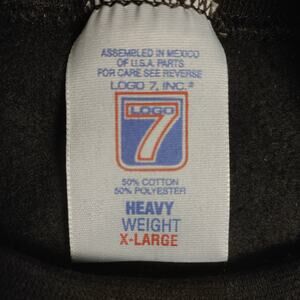 ASSEMBLED IN MEXICO
OF U.S.A. PARTS
FOR CARE SEE REVERSE
LOGO 7, INC.®
LOGO
7
50% COTTON
50% POLYESTER
HEAVY
WEIGHT
X-LARGE